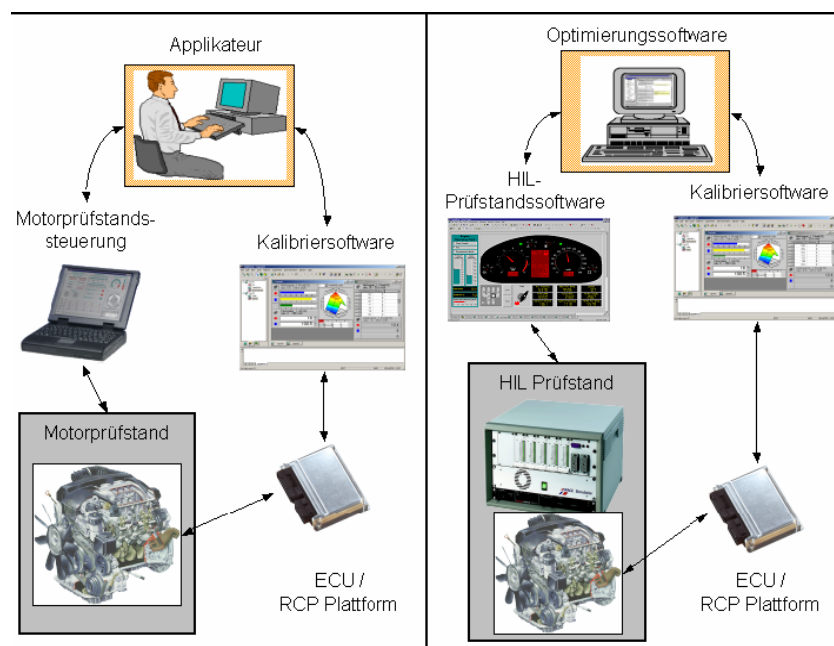 Applikateur
Motorprüfstands-
steuerung
Kalibriersoftware
Motorprüfstand
ECU /
RCP Plattform
Optimierungssoftware
HIL-
Prüfstandssoftware
Kalibriersoftware
HIL Prüfstand
ECU /
RCP Plattform